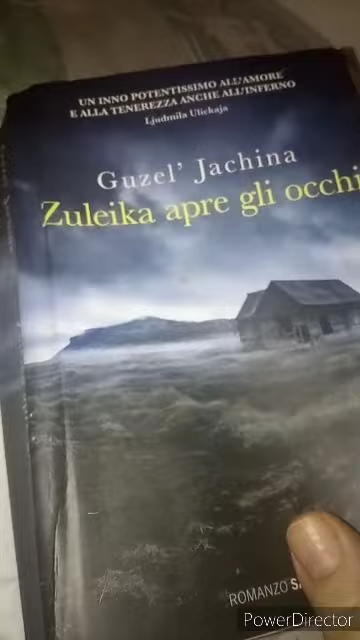 UN INNO POTENTISSIMO ALL'AMORE
E ALLA TENEREZZA ANCHE ALL'INFERNO
Ljudmila Ulickaja
Guzel' Jachina
Zuleika apre gli occhi
ROMANZO
PowerDirector